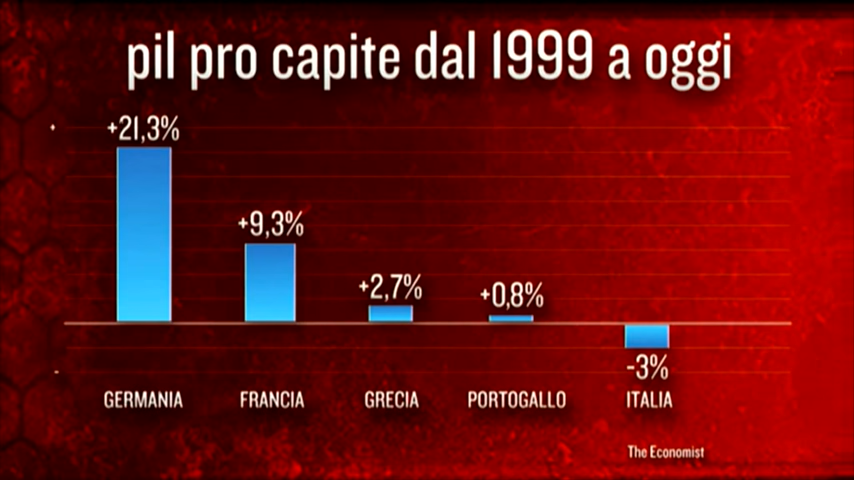 pil pro capite dal 1999 a oggi
+
+21,3%
+9,3%
+2,7%
+0,8%
-3%
-
GERMANIA FRANCIA GRECIA PORTOGALLO ITALIA
The Economist